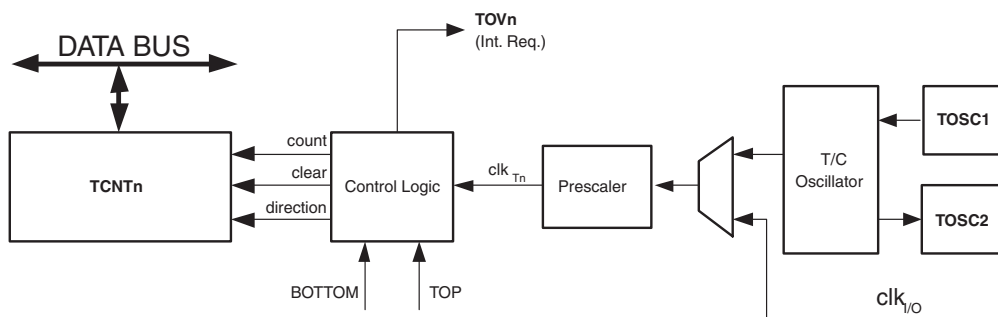 TOVn
(Int. Req.)
DATA BUS
TOSC1
count
T/C
Oscillator
TCNTn
clear
Control Logic
clk Tn
Prescaler
direction
TOSC2
BOTTOM
TOP
clk I/O